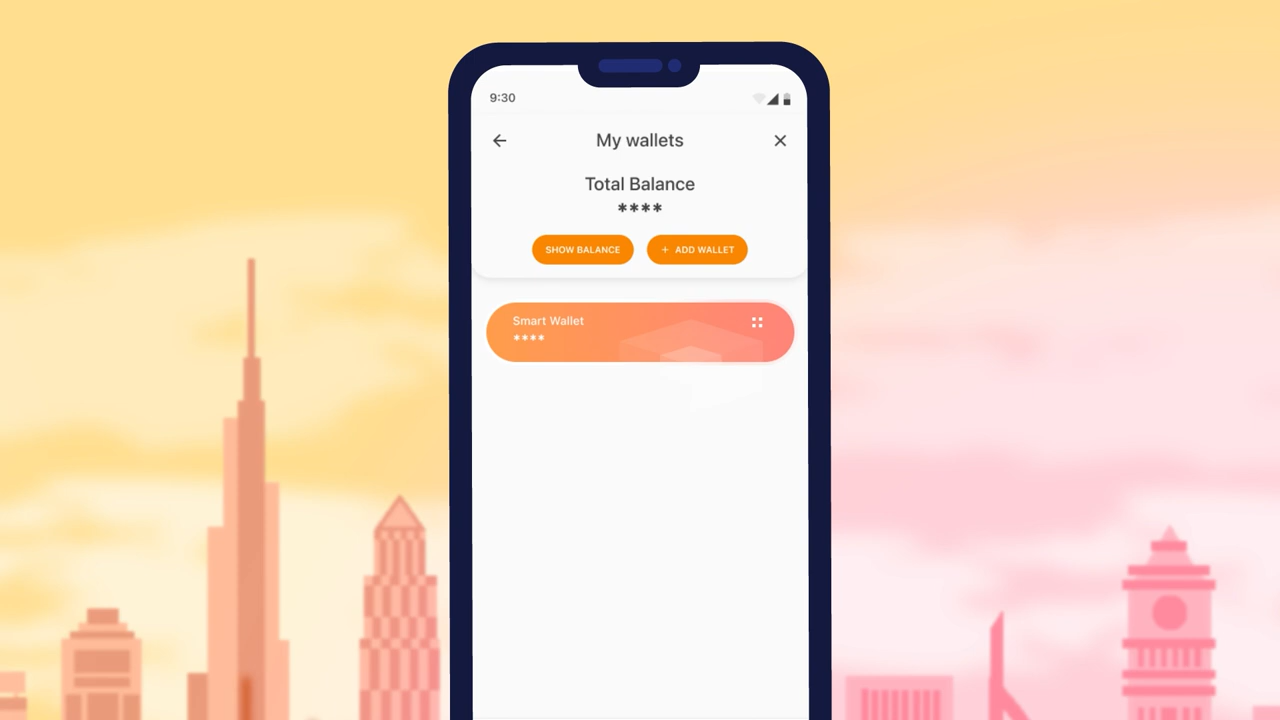 9:30
My wallets
Total Balance
****
SHOW BALANCE
+ ADD WALLET
Smart Wallet
****